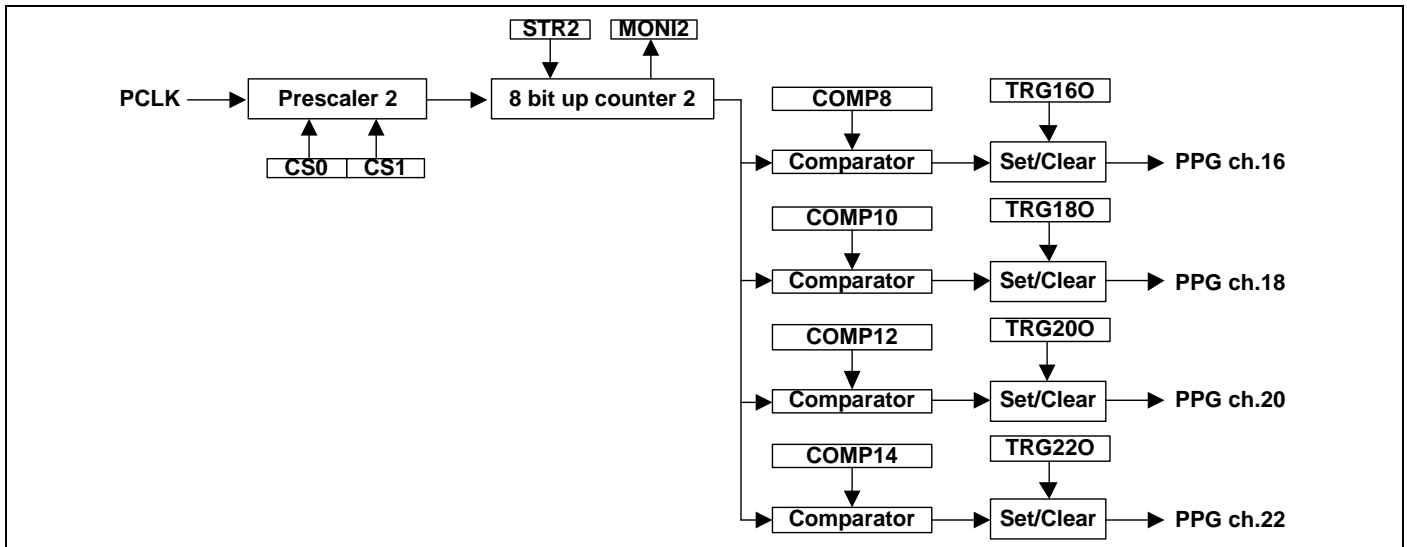 STR2 MONI2
PCLK Prescaler 2 8 bit up counter 2
COMP8 TRG16O
CS0 CS1 Comparator Set/Clear PPG ch.16
COMP10 TRG18O
Comparator Set/Clear PPG ch.18
COMP12 TRG20O
Comparator Set/Clear PPG ch.20
COMP14 TRG22O
Comparator Set/Clear PPG ch.22